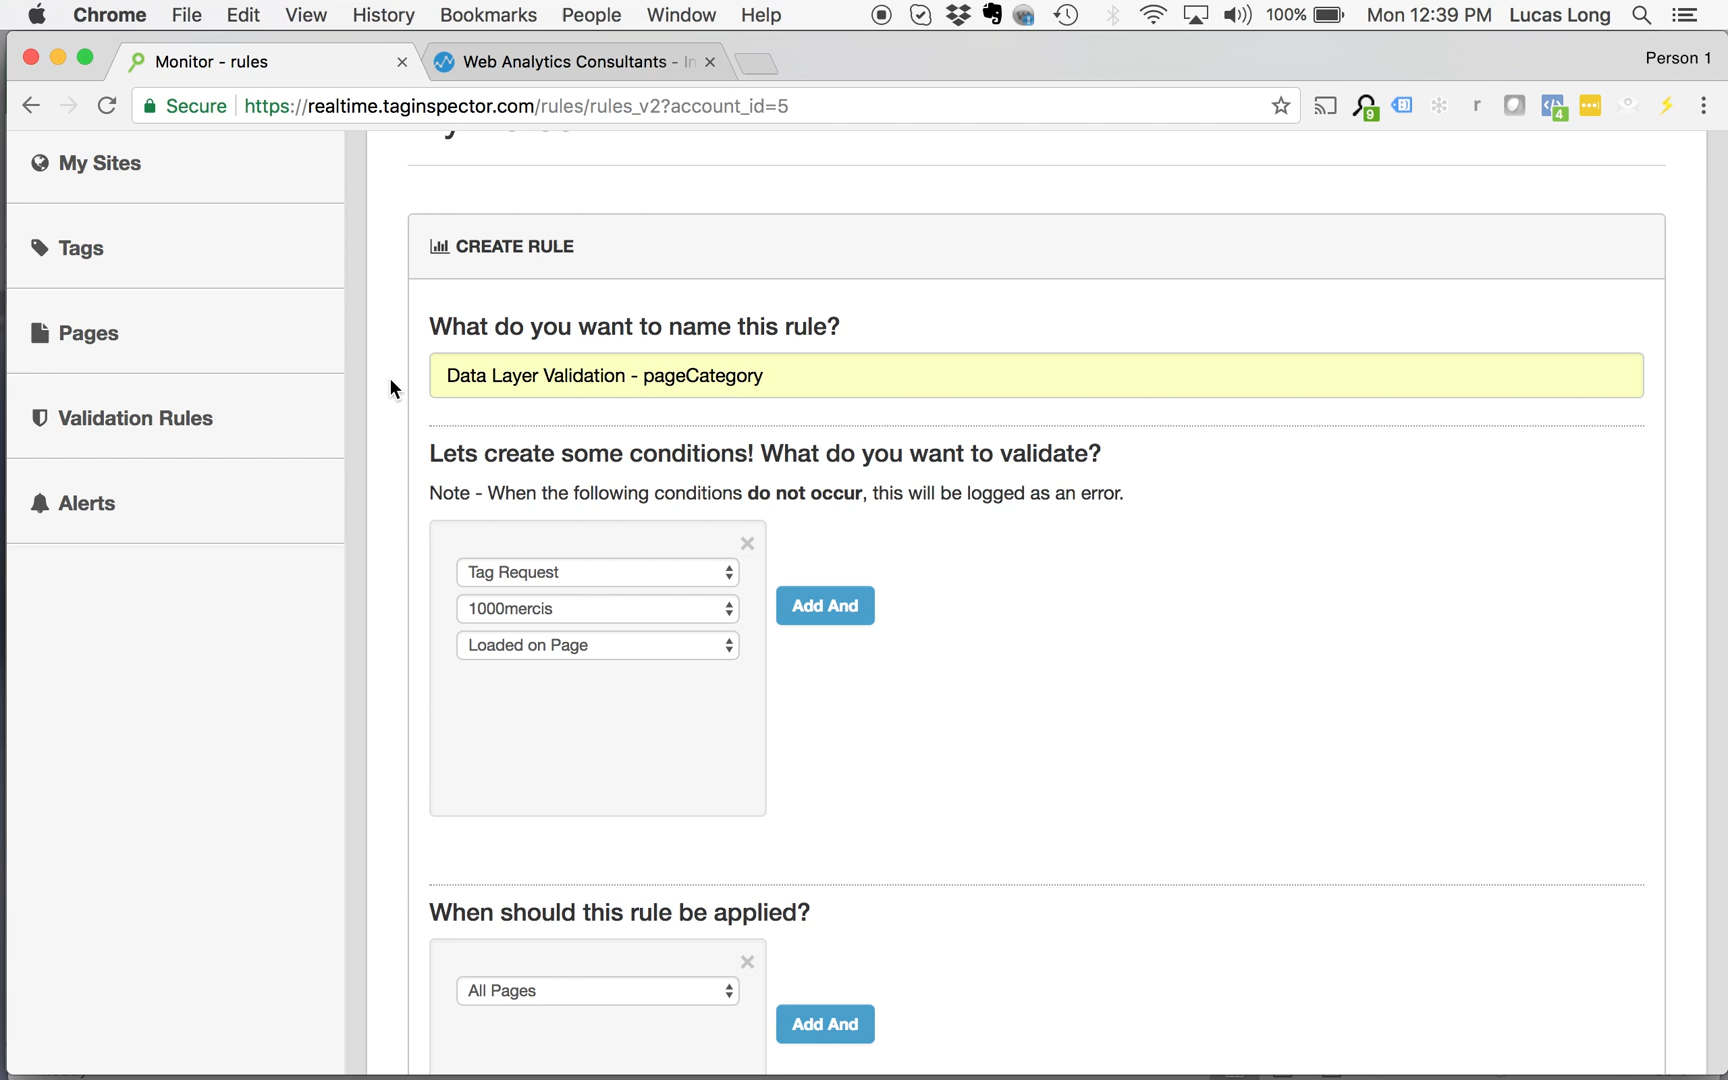 Chrome File Edit View History Bookmarks People Window Help 100% Mon 12:39 PM Lucas Long
Monitor - rules Web Analytics Consultants - In Person 1
Secure https://realtime.taginspector.com/rules/rules_v2?account_id=5 9 r 4
My Sites
Tags
Pages
Validation Rules
Alerts
CREATE RULE
What do you want to name this rule?
Data Layer Validation - pageCategory
Lets create some conditions! What do you want to validate?
Note - When the following conditions do not occur, this will be logged as an error.
Tag Request
1000mercis
Loaded on Page
Add And
When should this rule be applied?
All Pages
Add And